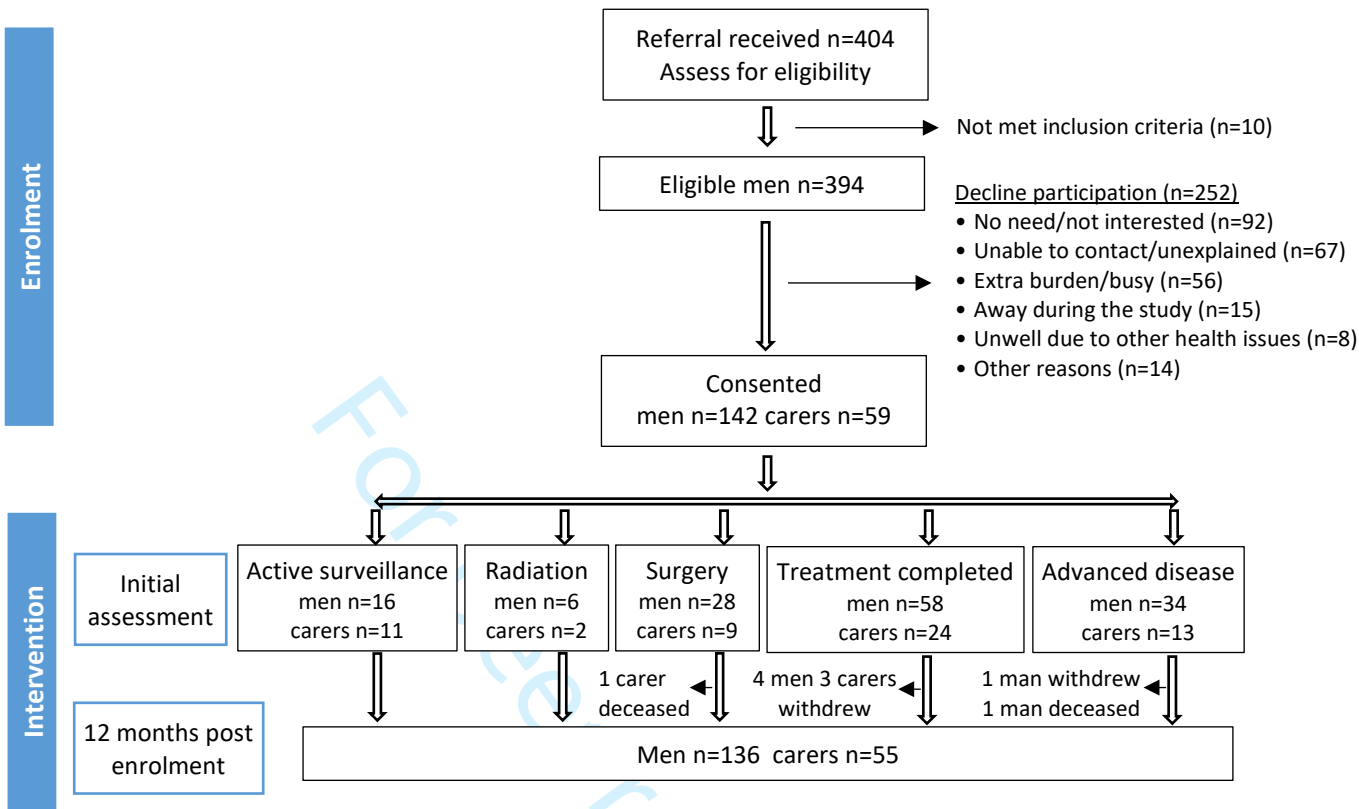 Enrolment
Referral received n=404
Assess for eligibility
Not met inclusion criteria (n=10)
Eligible men n=394
Decline participation (n=252)
• No need/not interested (n=92)
• Unable to contact/unexplained (n=67)
• Extra burden/busy (n=56)
• Away during the study (n=15)
• Unwell due to other health issues (n=8)
• Other reasons (n=14)
Consented
men n=142 carers n=59
Intervention
Initial
assessment
Active surveillance
men n=16
carers n=11
Radiation
men n=6
carers n=2
Surgery
men n=28
carers n=9
Treatment completed
men n=58
carers n=24
Advanced disease
men n=34
carers n=13
1 carer
deceased
4 men 3 carers
withdrew
1 man withdrew
1 man deceased
12 months post
enrolment
Men n=136 carers n=55
For